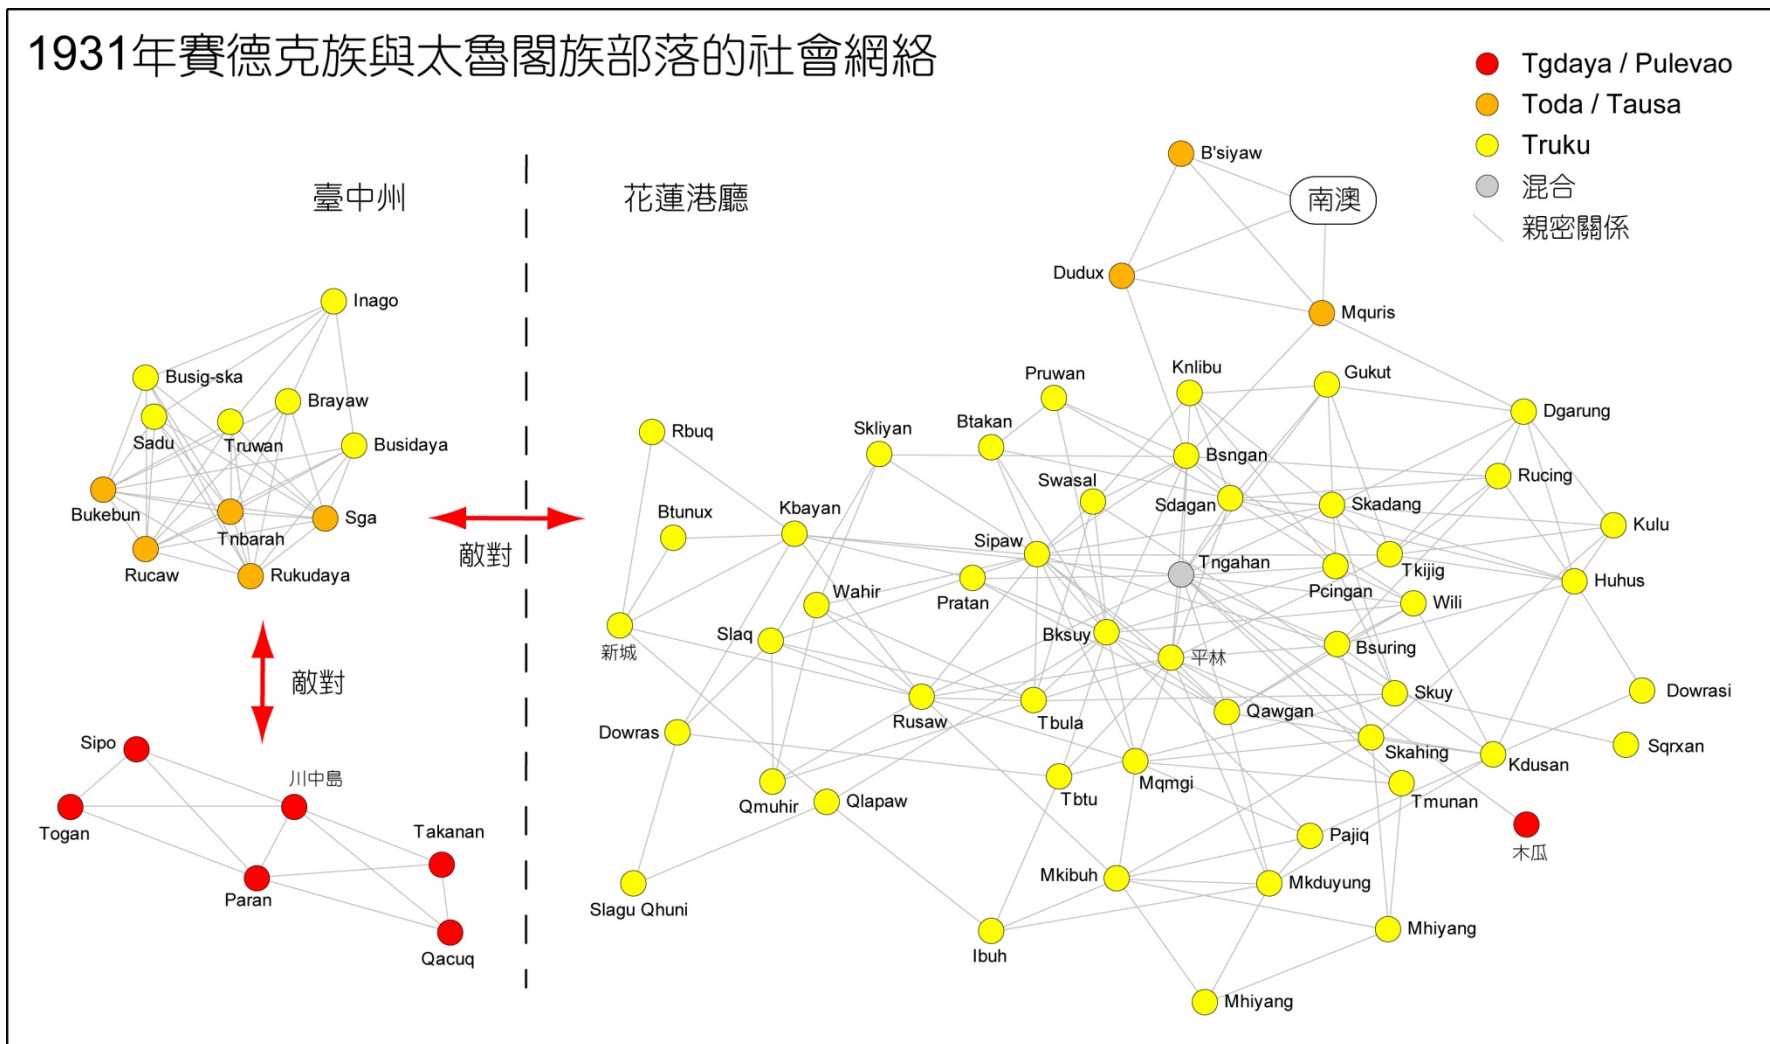 1931年賽德克族與太魯閣族部落的社會網絡
Tgdaya / Pulevao
Toda / Tausa
Truku
混合
親密關係
臺中州
花蓮港廳
B'siyaw
南澳
Dudux
Mquris
Inago
Busig-ska
Brayaw
Sadu
Truwan
Busidaya
Bukebun
Tnbarah
Sga
Rucaw
Rukudaya
敵對
敵對
Sipo
川中島
Togan
Takanan
Paran
Qacuq
Pruwan
Knlibu
Gukut
Dgarung
Rbuq
Skliyan
Btakan
Bsngan
Rucing
Swasal
Sdagan
Skadang
Kulu
Btunux
Kbayan
Sipaw
Tngahan
Tkijig
Pcingan
Huhus
Pratan
Wahir
Wili
新城
Slaq
Bksuy
平林
Bsuring
Dowras
Rusaw
Tbula
Qawgan
Skuy
Dowrasi
Skahing
Kdusan
Sqrxan
Qmuhir
Qlapaw
Tbtu
Mqmgi
Tmunan
Pajiq
木瓜
Slagu Qhuni
Mkibuh
Mkduyung
Ibuh
Mhiyang
Mhiyang